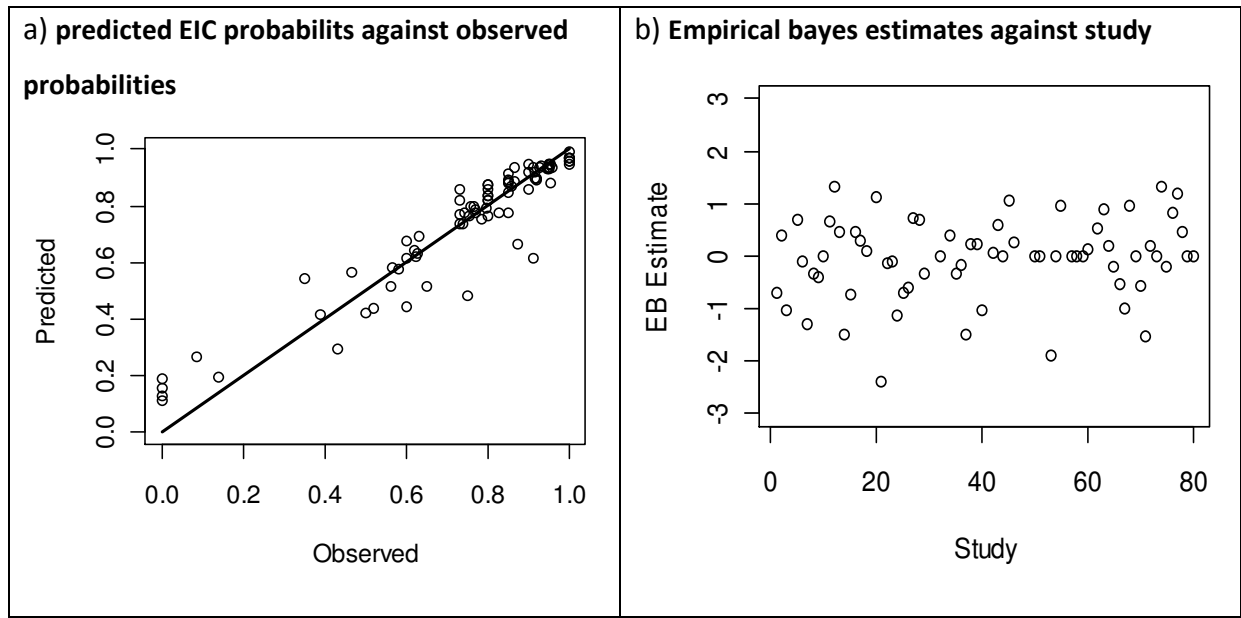 a) predicted EIC probabilits against observed
probabilities
Predicted
1.0
0.8
0.6
0.4
0.2
0.0
0.0 0.2 0.4 0.6 0.8 1.0
Observed
b) Empirical bayes estimates against study
EB Estimate
3
2
1
0
-1
-2
-3
0 20 40 60 80
Study